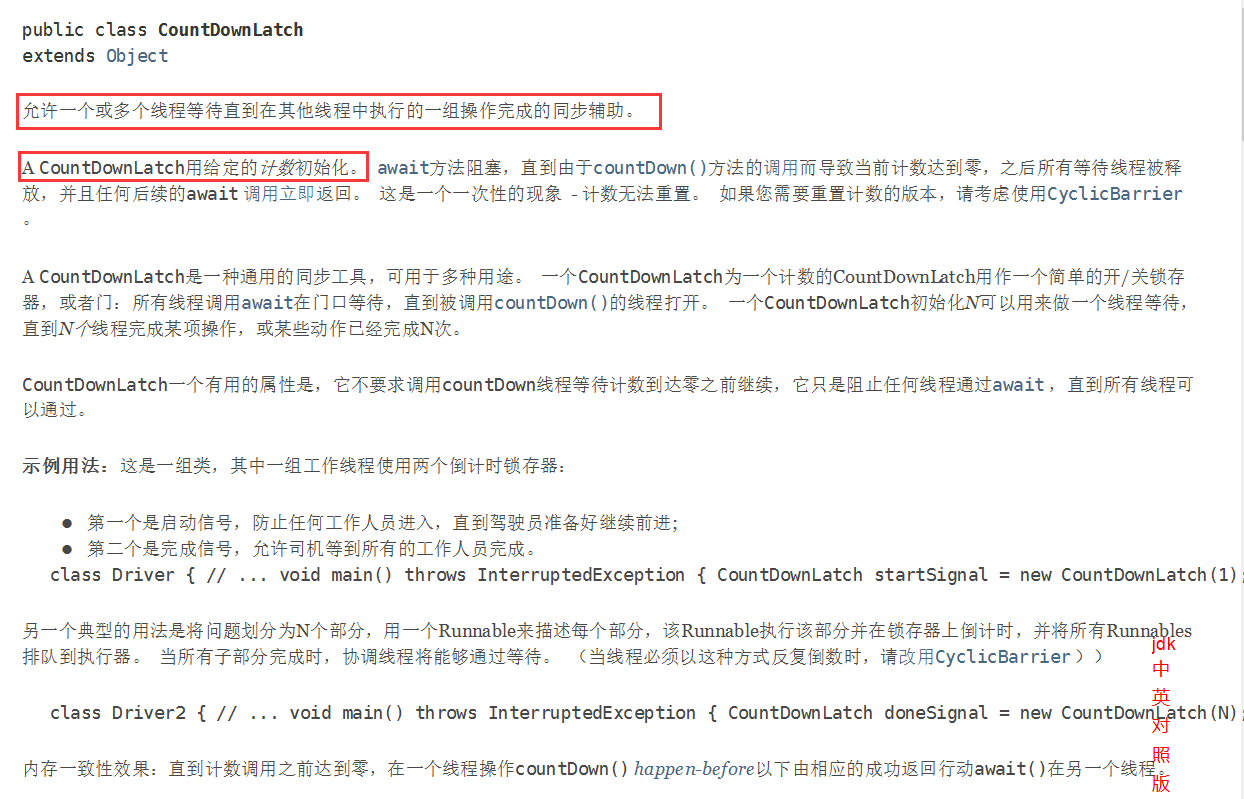 public class CountDownLatch
extends Object
允许一个或多个线程等待直到在其他线程中执行的一组操作完成的同步辅助。
A CountDownLatch用给定的计数初始化。 await方法阻塞，直到由于countDown()方法的调用而导致当前计数达到零，之后所有等待线程被释
放，并且任何后续的await 调用立即返回。 这是一个一次性的现象 - 计数无法重置。 如果您需要重置计数的版本，请考虑使用CyclicBarrier
。
A CountDownLatch是一种通用的同步工具，可用于多种用途。 一个CountDownLatch为一个计数的CountDownLatch用作一个简单的开/关锁存
器，或者门：所有线程调用await在门口等待，直到被调用countDown()的线程打开。 一个CountDownLatch初始化N可以用来做一个线程等待，
直到N个线程完成某项操作，或某些动作已经完成N次。
CountDownLatch一个有用的属性是，它不要求调用countDown线程等待计数到达零之前继续，它只是阻止任何线程通过await ，直到所有线程可
以通过。
示例用法：这是一组类，其中一组工作线程使用两个倒计时锁存器：
● 第一个是启动信号，防止任何工作人员进入，直到驾驶员准备好继续前进；
● 第二个是完成信号，允许司机等到所有的工作人员完成。
class Driver { // ... void main() throws InterruptedException { CountDownLatch startSignal = new CountDownLatch(1);
另一个典型的用法是将问题划分为N个部分，用一个Runnable来描述每个部分，该Runnable执行该部分并在锁存器上倒计时，并将所有Runnables
排队到执行器。 当所有子部分完成时，协调线程将能够通过等待。 （当线程必须以这种方式反复倒数时，请改用CyclicBarrier ））
class Driver2 { // ... void main() throws InterruptedException { CountDownLatch doneSignal = new CountDownLatch(N);
内存一致性效果：直到计数调用之前达到零，在一个线程操作countDown() happen-before以下由相应的成功返回行动await()在另一个线程。
jdk
中
英
对
照
版